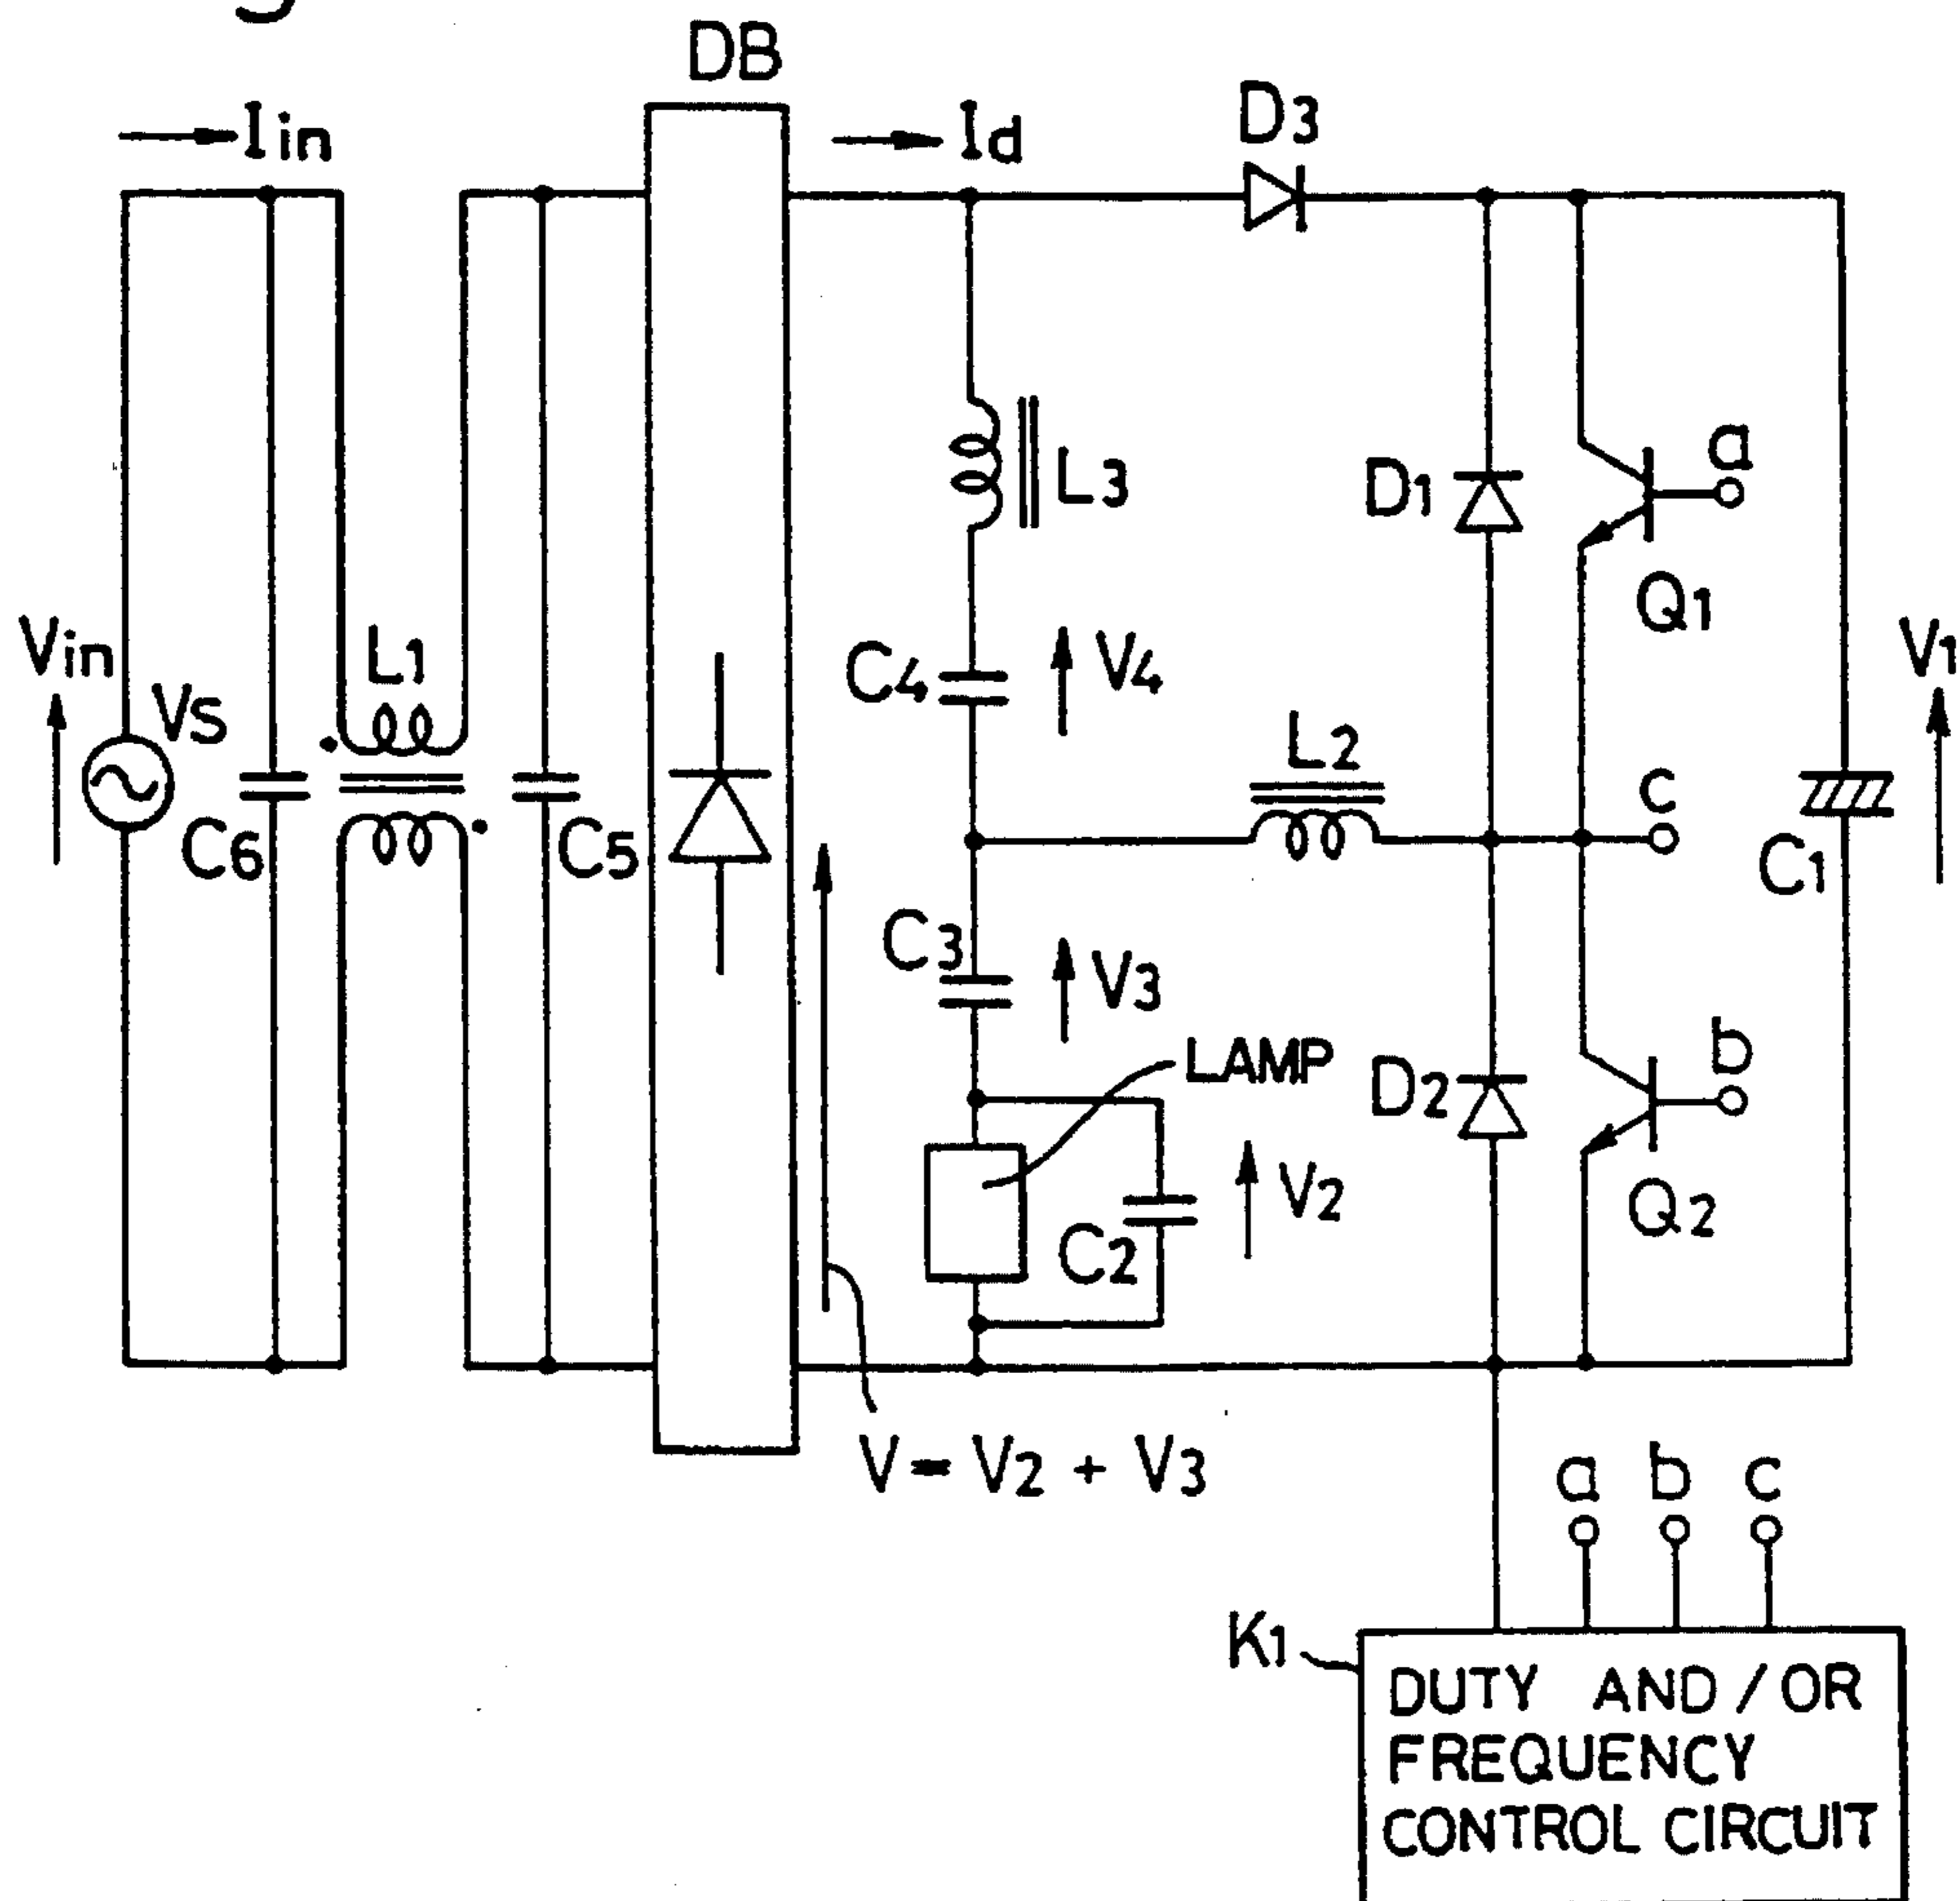 DB
Iin
Id
D3
L3
D1
a
Q1
Vin
VS
L1
C4
V4
V1
L2
c
C6
C5
C1
C3
V3
LAMP
D2
b
C2
V2
Q2
V = V2 + V3
a b c
K1
DUTY AND / OR
FREQUENCY
CONTROL CIRCUIT